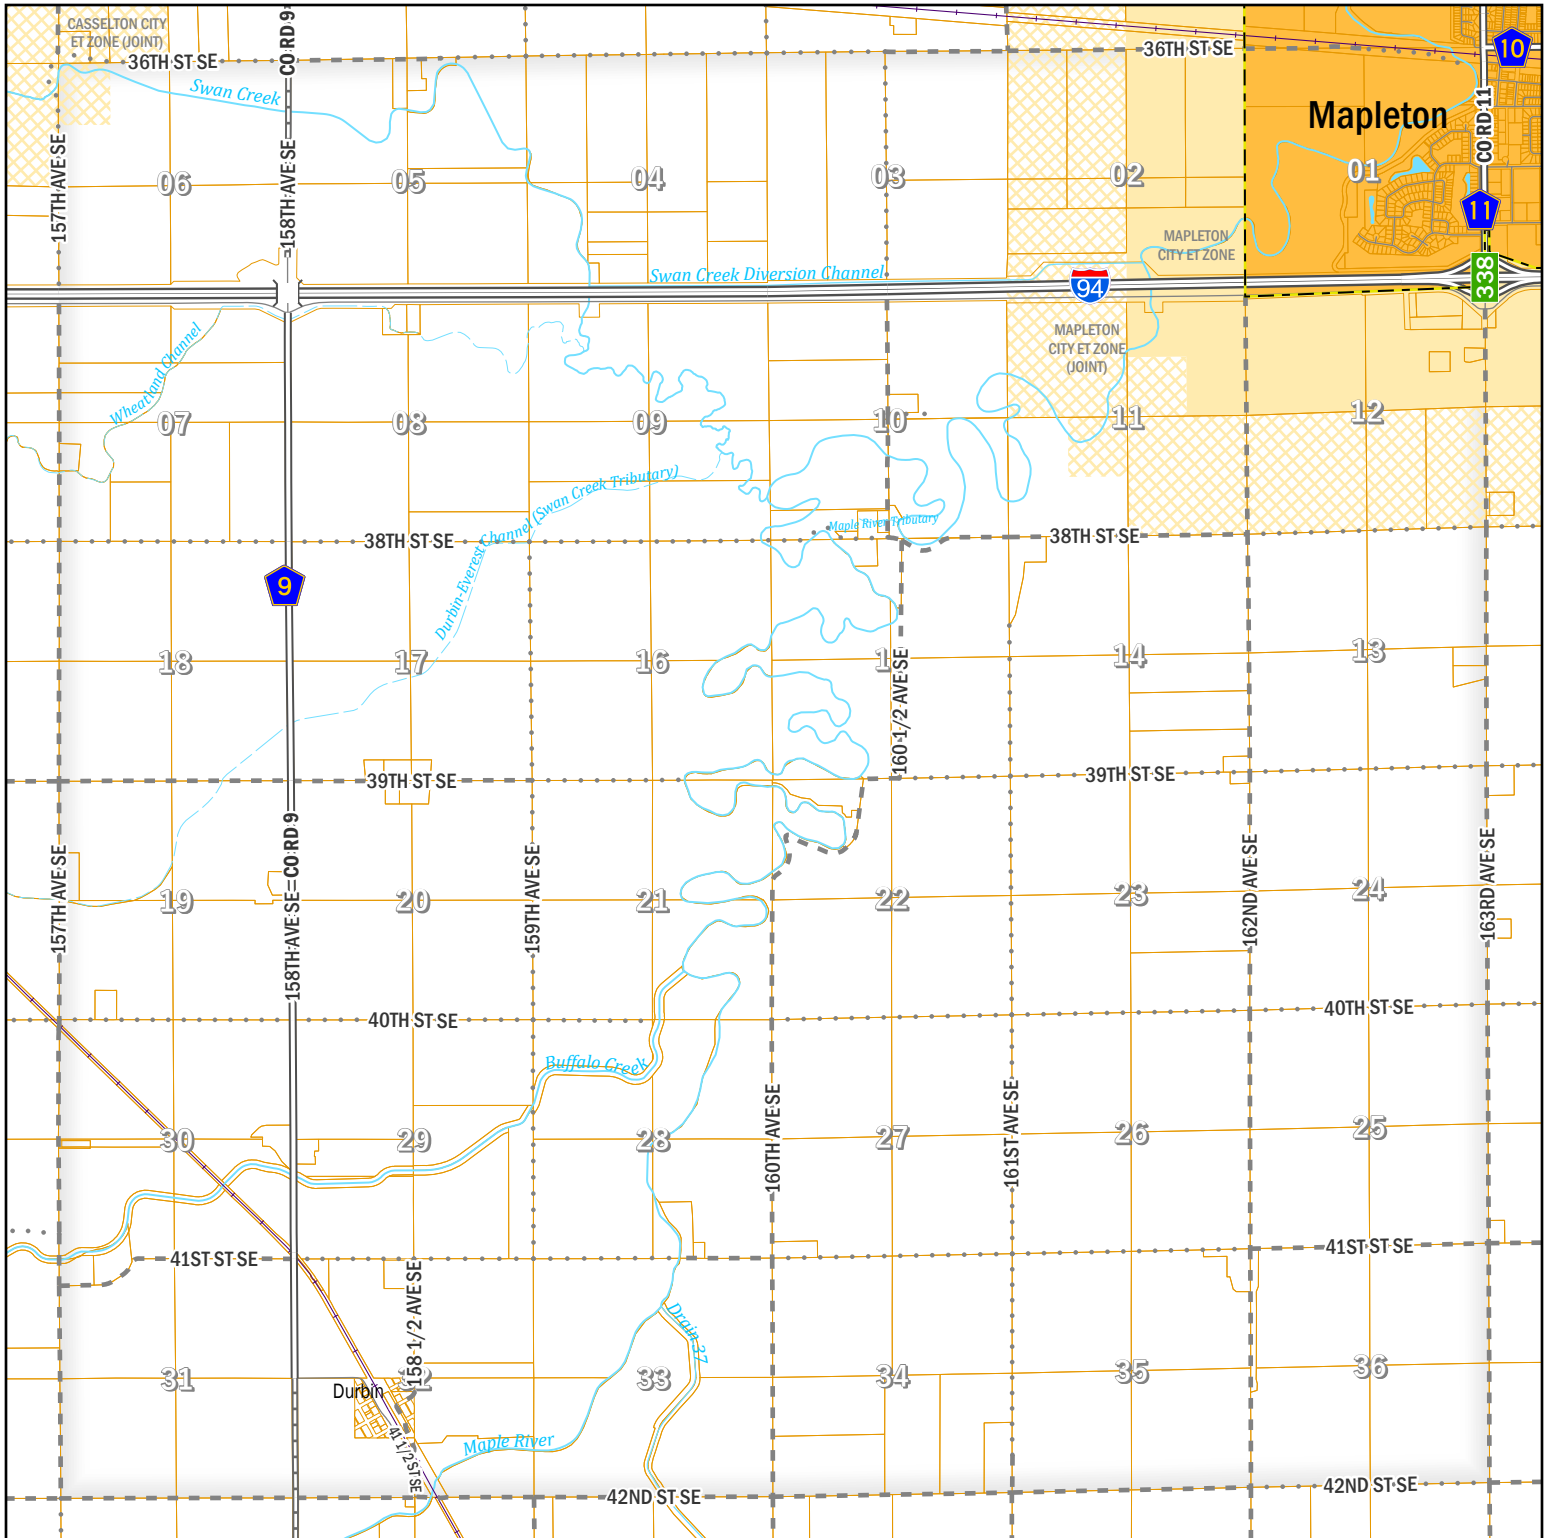 CASSELTON CITY
ET ZONE (JOINT)
36TH ST SE
CO RD 9
36TH ST SE
10
Swan Creek
Mapleton
CO RD 11
157TH AVE SE
158TH AVE SE
06
05
04
03
02
01
11
MAPLETON
CITY ET ZONE
Swan Creek Diversion Channel
94
338
MAPLETON
CITY ET ZONE
(JOINT)
Wheatland Channel
07
08
09
10
11
12
Durbin-Everest Channel (Swan Creek Tributary)
Maple River Tributary
38TH ST SE
38TH ST SE
9
18
17
16
14
13
160 1/2 AVE SE
39TH ST SE
39TH ST SE
157TH AVE SE
158TH AVE SE=CO RD 9
159TH AVE SE
162ND AVE SE
163RD AVE SE
19
20
21
22
23
24
40TH ST SE
40TH ST SE
Buffalo Creek
160TH AVE SE
161ST AVE SE
30
29
28
27
26
25
41ST ST SE
41ST ST SE
158 1/2 AVE SE
Drain 37
31
33
34
35
36
Durbin
41 1/2 ST SE
Maple River
42ND ST SE
42ND ST SE